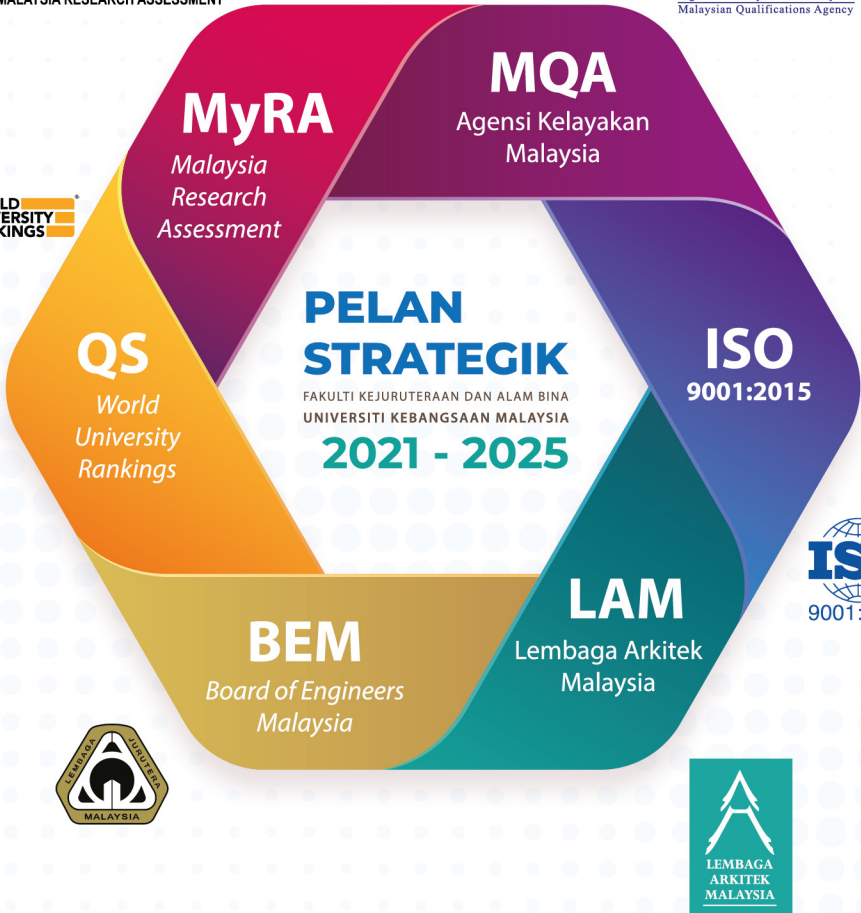 MALAYSIA RESEARCH ASSESSMENT
Malaysian Qualifications Agency
MyRA
Malaysia
Research
Assessment
MQA
Agensi Kelayakan
Malaysia
QS
World
University
Rankings
PELAN
STRATEGIK
FAKULTI KEJURUTERAAN DAN ALAM BINA
UNIVERSITI KEBANGSAAN MALAYSIA
2021 - 2025
ISO
9001:2015
BEM
Board of Engineers
Malaysia
LAM
Lembaga Arkitek
Malaysia
9001:
LEMBAGA JURUTERA
MALAYSIA
LEMBAGA
ARKITEK
MALAYSIA